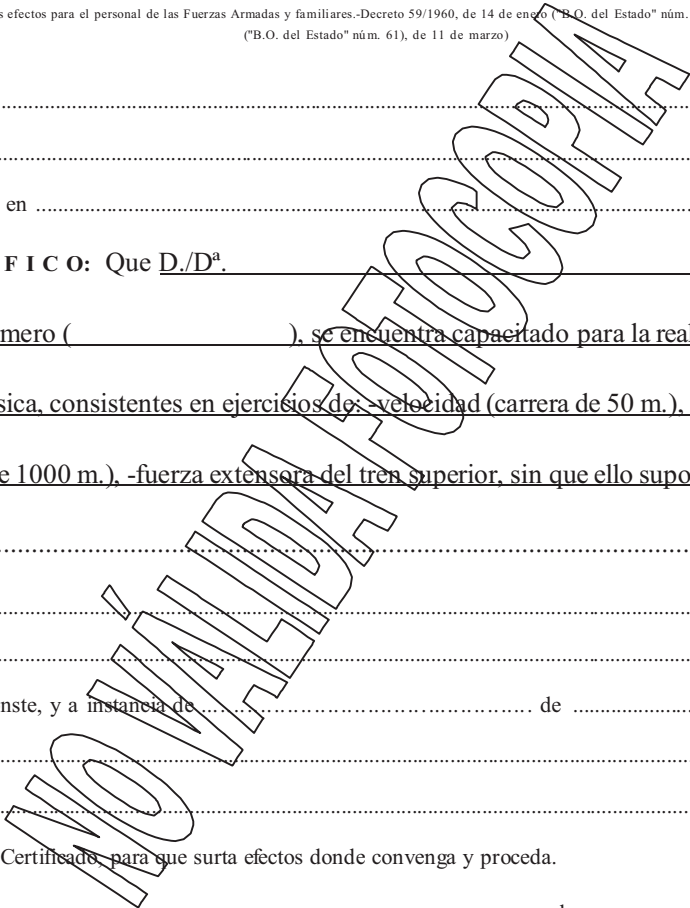 s efectos para el personal de las Fuerzas Armadas y familiares.-Decreto 59/1960, de 14 de enero ("B.O. del Estado" núm.
("B.O. del Estado" núm. 61), de 11 de marzo)
en
F I C O: Que D./Dª.
mero ( ), se encuentra capacitado para la real
sica, consistentes en ejercicios de: -velocidad (carrera de 50 m.),
e 1000 m.), -fuerza extensora del tren superior, sin que ello supo
nste, y a instancia de ........................................ de ....................
Certificado, para que surta efectos donde convenga y proceda.
NO VÁLIDA FOTOCOPIA